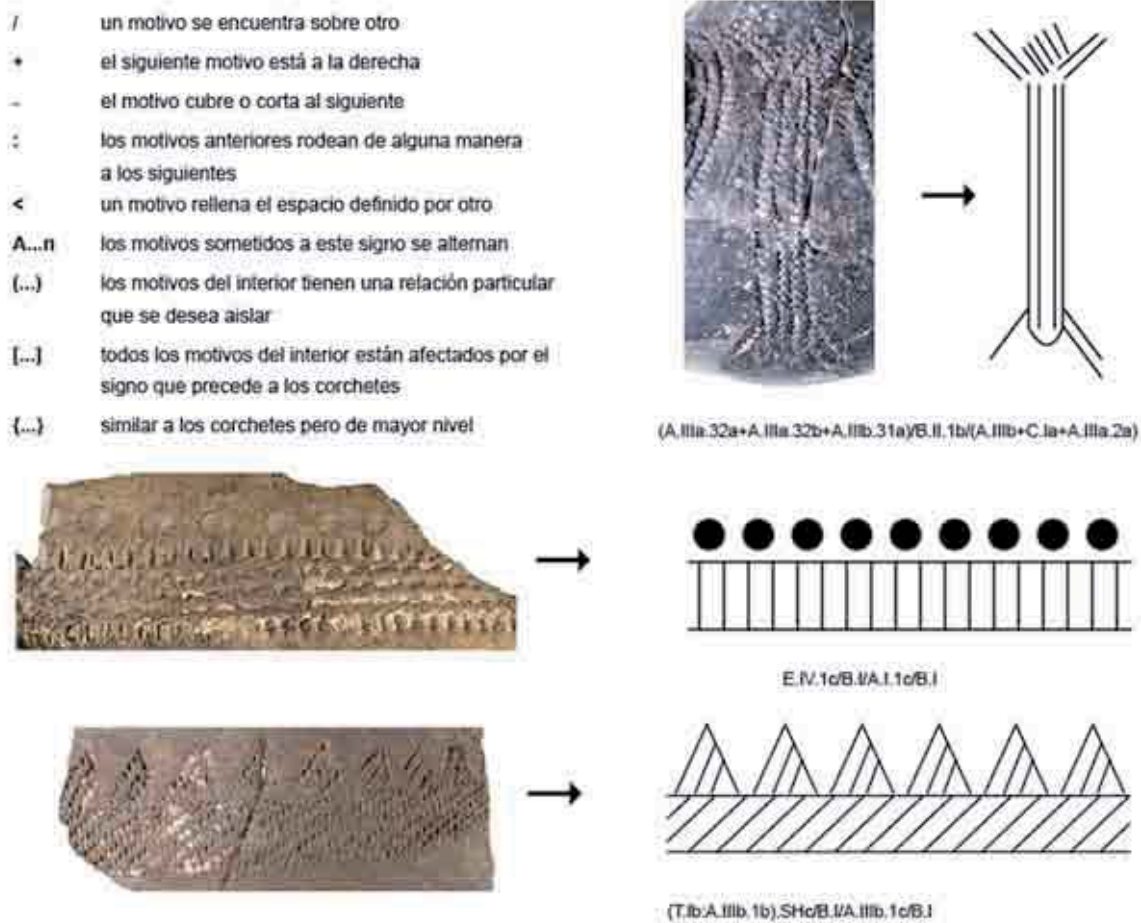 / un motivo se encuentra sobre otro
+ el siguiente motivo está a la derecha
- el motivo cubre o corta al siguiente
: los motivos anteriores rodean de alguna manera
a los siguientes
< un motivo rellena el espacio definido por otro
A...n los motivos sometidos a este signo se alternan
(...) los motivos del interior tienen una relación particular
que se desea aislar
[...] todos los motivos del interior están afectados por el
signo que precede a los corchetes
{...} similar a los corchetes pero de mayor nivel
(A.IIIa.32a+A.IIIa.32b+A.IIIb.31a)/B.II.1b/(A.IIIb+C.Ia+A.IIIa.2a)
E.IV.1c/B.I/A.I.1c/B.I
(T.Ib:A.IIIb.1b).SHc/B.I/A.IIIb.1c/B.I